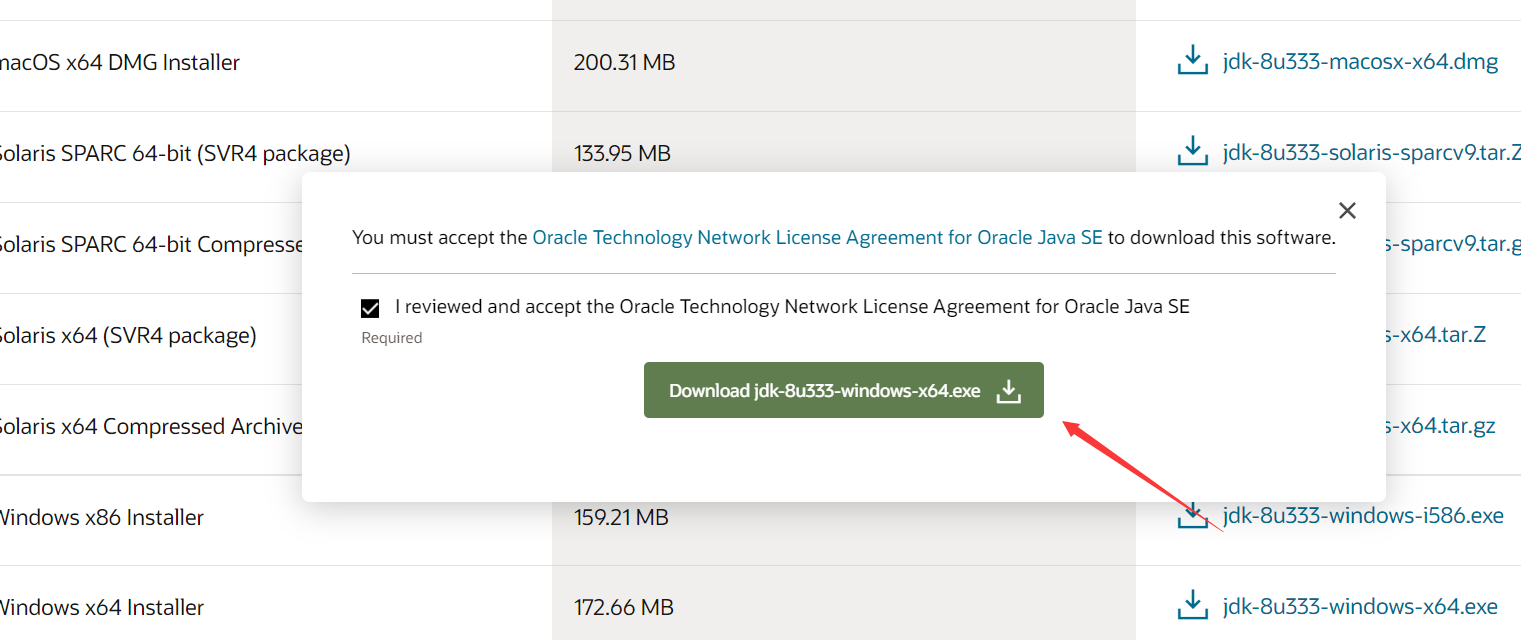 macOS x64 DMG Installer 200.31 MB jdk-8u333-macosx-x64.dmg
Solaris SPARC 64-bit (SVR4 package) 133.95 MB jdk-8u333-solaris-sparcv9.tar.Z
You must accept the Oracle Technology Network License Agreement for Oracle Java SE to download this software.
Solaris SPARC 64-bit Compresse s-sparcv9.tar.g
I reviewed and accept the Oracle Technology Network License Agreement for Oracle Java SE
Required
Solaris x64 (SVR4 package) s-x64.tar.Z
Download jdk-8u333-windows-x64.exe
Solaris x64 Compressed Archive s-x64.tar.gz
Windows x86 Installer 159.21 MB jdk-8u333-windows-i586.exe
Windows x64 Installer 172.66 MB jdk-8u333-windows-x64.exe